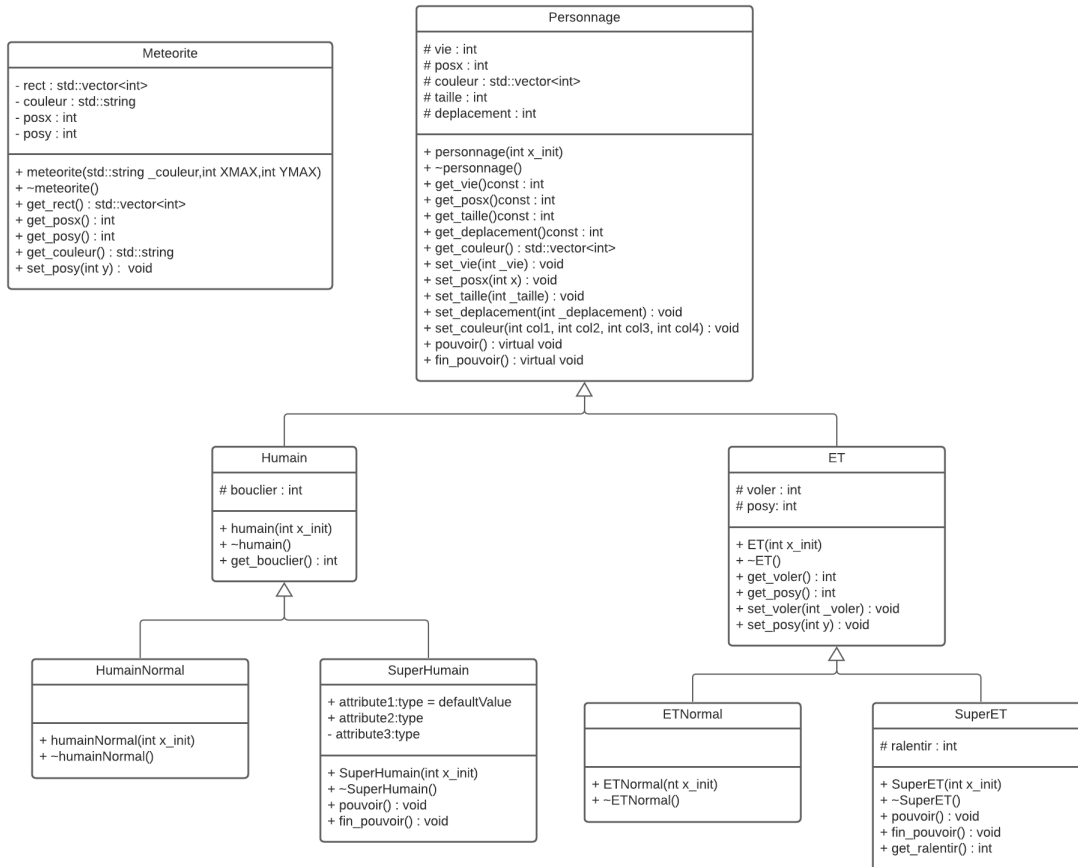 Meteorite
- rect : std::vector<int>
- couleur : std::string
- posx : int
- posy : int
+ meteorite(std::string _couleur,int XMAX,int YMAX)
+ ~meteorite()
+ get_rect() : std::vector<int>
+ get_posx() : int
+ get_posy() : int
+ get_couleur() : std::string
+ set_posy(int y) :  void
Personnage
# vie : int
# posx : int
# couleur : std::vector<int>
# taille : int
# deplacement : int
+ personnage(int x_init)
+ ~personnage()
+ get_vie()const : int
+ get_posx()const : int
+ get_taille()const : int
+ get_deplacement()const : int
+ get_couleur() : std::vector<int>
+ set_vie(int _vie) : void
+ set_posx(int x) : void
+ set_taille(int _taille) : void
+ set_deplacement(int _deplacement) : void
+ set_couleur(int col1, int col2, int col3, int col4) : void
+ pouvoir() : virtual void
+ fin_pouvoir() : virtual void
Humain
# bouclier : int
+ humain(int x_init)
+ ~humain()
+ get_bouclier() : int
ET
# voler : int
# posy: int
+ ET(int x_init)
+ ~ET()
+ get_voler() : int
+ get_posy() : int
+ set_voler(int _voler) : void
+ set_posy(int y) : void
HumainNormal
+ humainNormal(int x_init)
+ ~humainNormal()
SuperHumain
+ attribute1:type = defaultValue
+ attribute2:type
- attribute3:type
+ SuperHumain(int x_init)
+ ~SuperHumain()
+ pouvoir() : void
+ fin_pouvoir() : void
ETNormal
+ ETNormal(nt x_init)
+ ~ETNormal()
SuperET
# ralentir : int
+ SuperET(int x_init)
+ ~SuperET()
+ pouvoir() : void
+ fin_pouvoir() : void
+ get_ralentir() : int